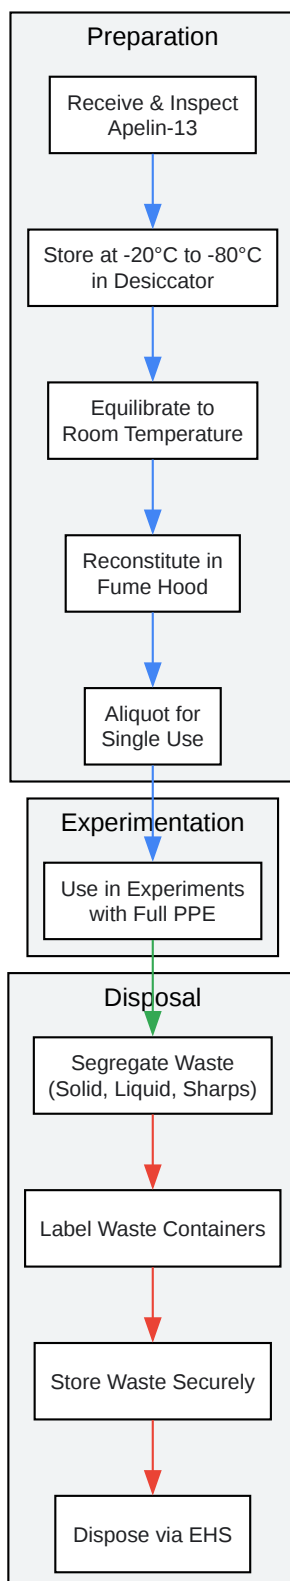 Preparation
Receive & Inspect
Apelin-13
Store at -20°C to -80°C
in Desiccator
Equilibrate to
Room Temperature
Reconstitute in
Fume Hood
Aliquot for
Single Use
Experimentation
Use in Experiments
with Full PPE
Disposal
Segregate Waste
(Solid, Liquid, Sharps)
Label Waste Containers
Store Waste Securely
Dispose via EHS